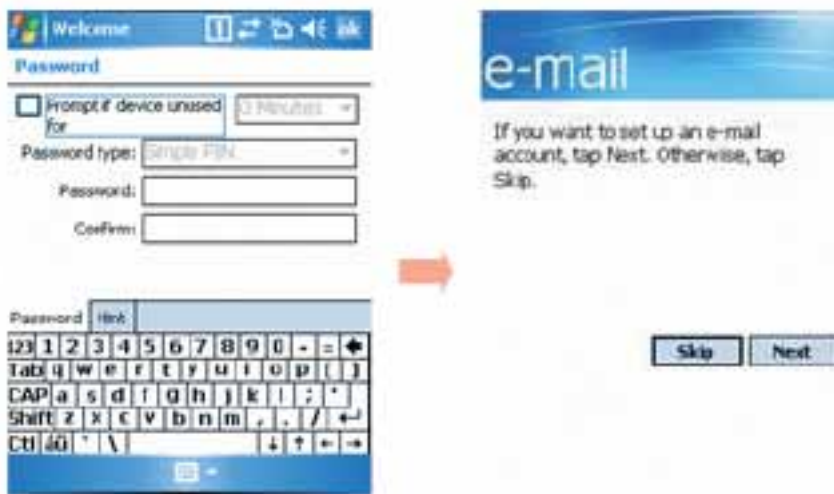 Welcome
ok
Password
Prompt if device unused
for
0 Minutes
Password type:
Simple PIN
Password:
Confirm:
Password Hint
123 1 2 3 4 5 6 7 8 9 0 - =
Tab q w e r t y u i o p [ ]
CAP a s d f g h j k l ; '
Shift z x c v b n m , . /
Ctl áü ` \
e-mail
If you want to set up an e-mail
account, tap Next. Otherwise, tap
Skip.
Skip Next